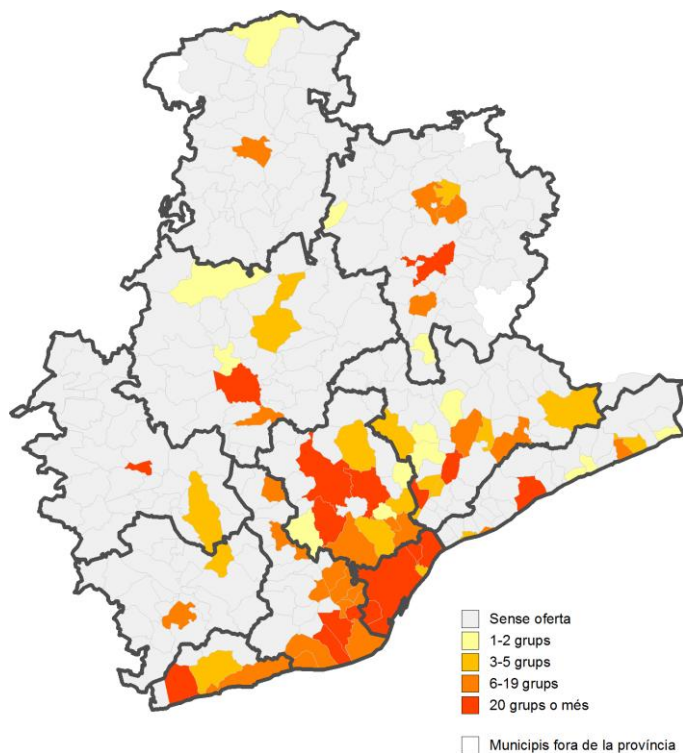 Sense oferta
1-2 grups
3-5 grups
6-19 grups
20 grups o més
Municipis fora de la província